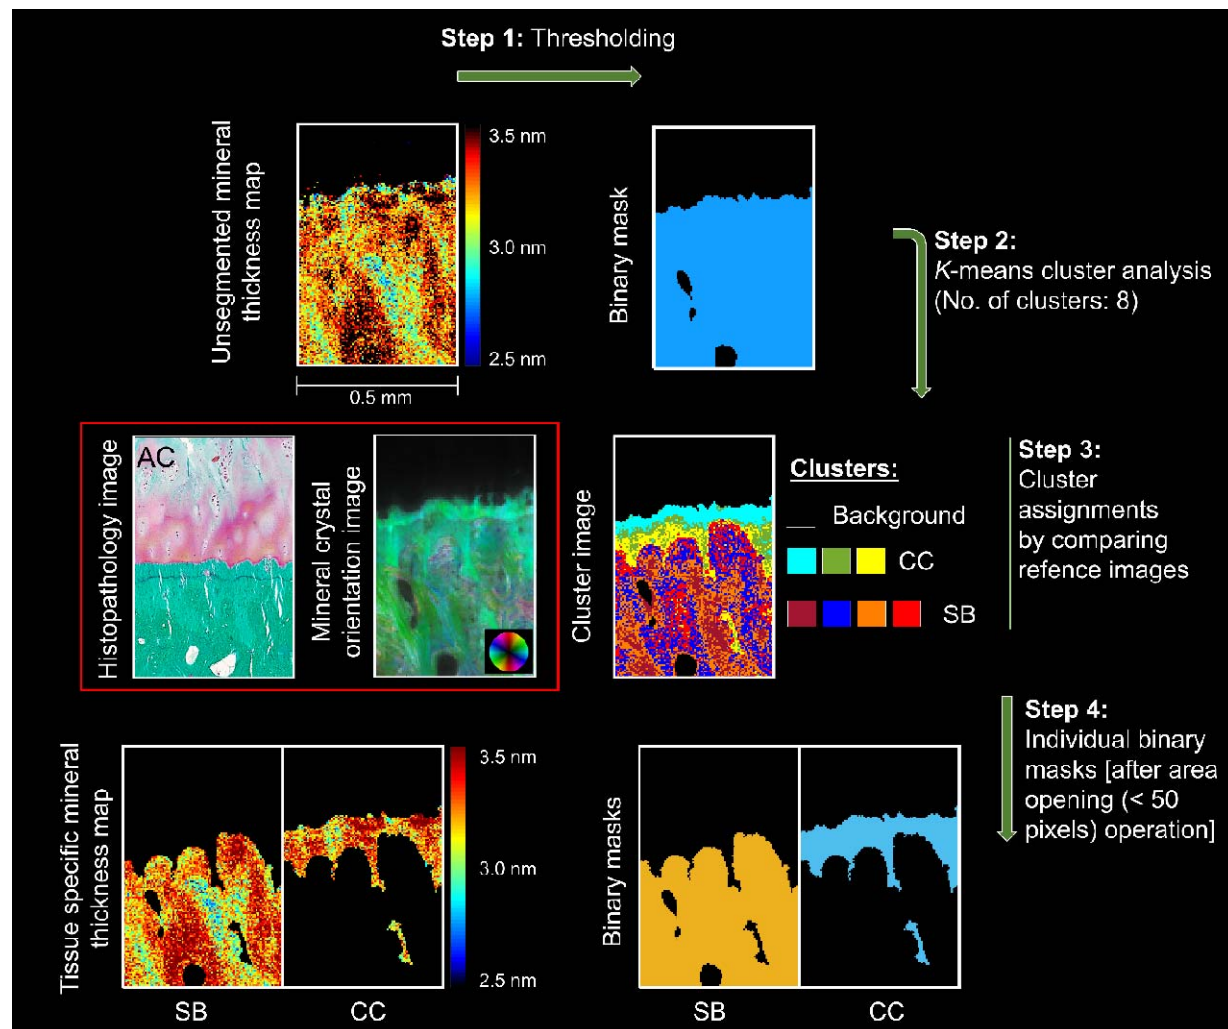 Step 1: Thresholding
Unsegmented mineral
thickness map
3.5 nm
3.0 nm
2.5 nm
0.5 mm
Binary mask
Step 2:
K-means cluster analysis
(No. of clusters: 8)
Histopathology image
AC
Mineral crystal
orientation image
Cluster image
Clusters:
__ Background
CC
SB
Step 3:
Cluster
assignments
by comparing
refence images
Step 4:
Individual binary
masks [after area
opening (< 50
pixels) operation]
Tissue specific mineral
thickness map
3.5 nm
3.0 nm
2.5 nm
SB
CC
Binary masks
SB
CC